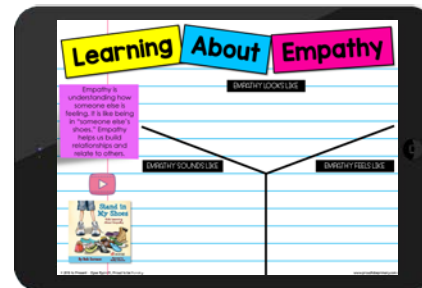 Learning About Empathy
EMPATHY LOOKS LIKE
Empathy is
understanding how
someone else is
feeling. It is like being
in "someone else's
shoes." Empathy
helps us build
relationships and
relate to others.
EMPATHY SOUNDS LIKE
EMPATHY FEELS LIKE
Stand in
My Shoes